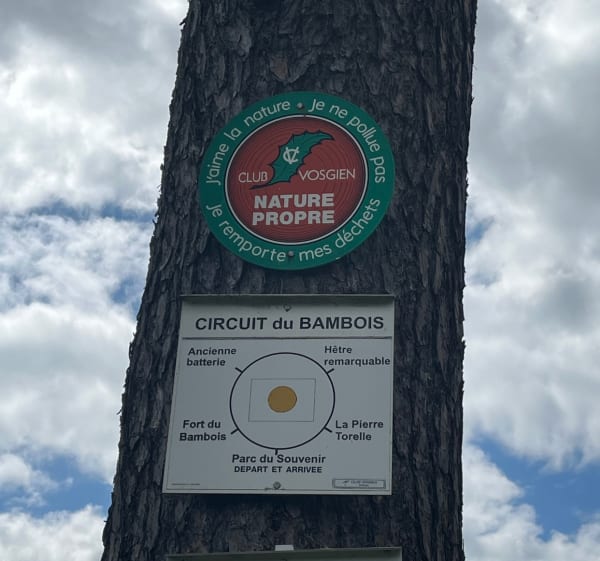 J'aime la nature • Je ne pollue pas
CLUB VOSGIEN
NATURE
PROPRE
Je remporte • mes déchets
CIRCUIT du BAMBOIS
Ancienne
batterie
Hêtre
remarquable
Fort du
Bambois
La Pierre
Torelle
Parc du Souvenir
DEPART ET ARRIVEE